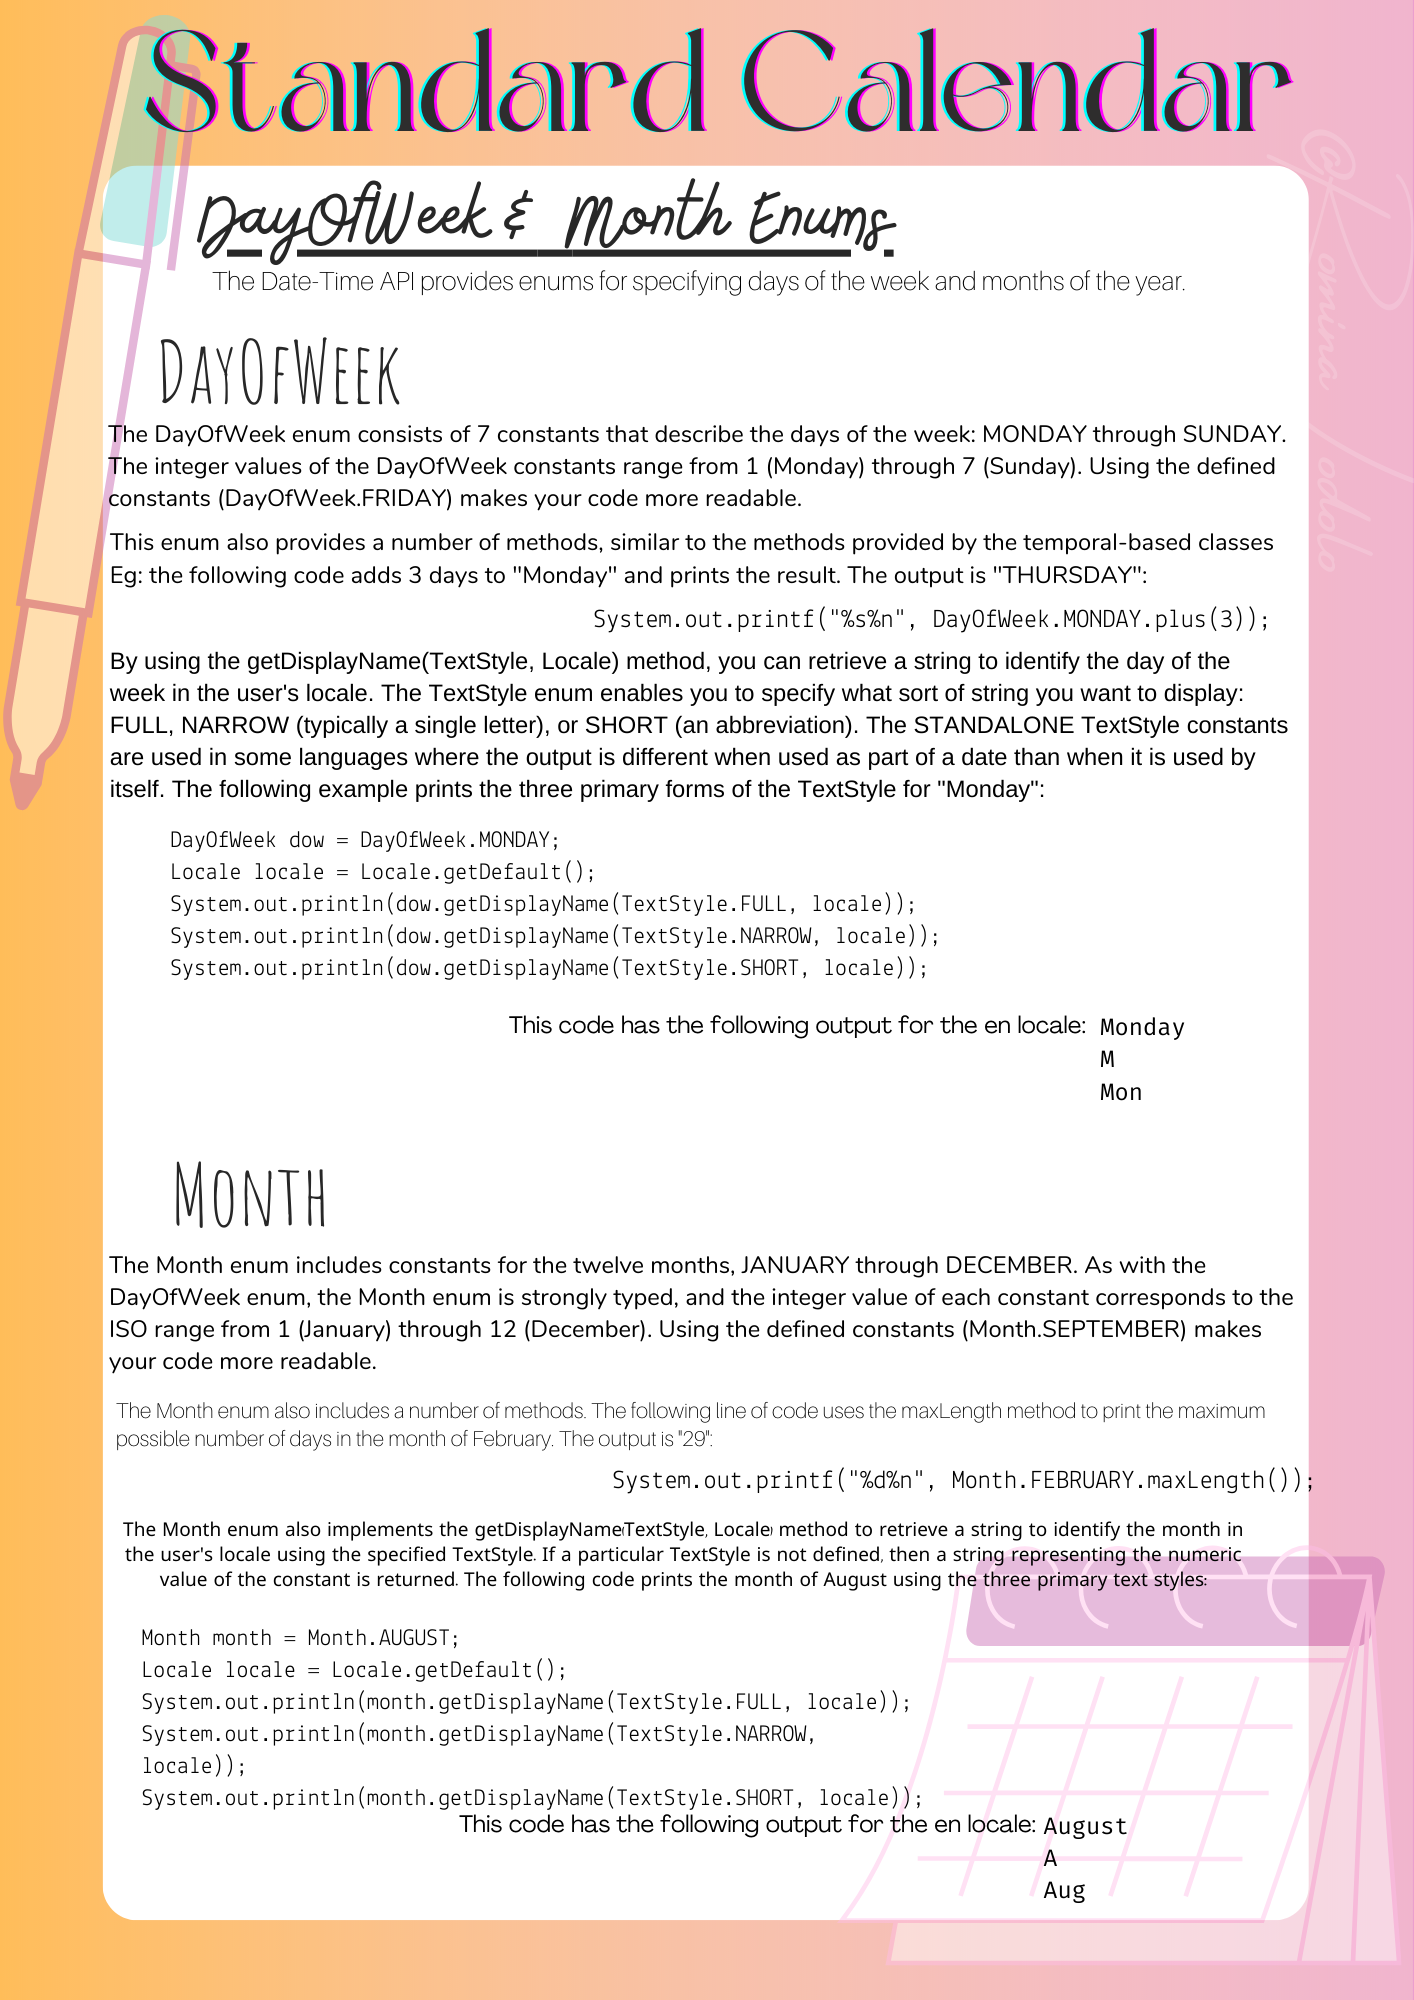 Standard Calendar
@Romina Iodolo
DayOfWeek & Month Enums
The Date-Time API provides enums for specifying days of the week and months of the year.
DayOfWeek
The DayOfWeek enum consists of 7 constants that describe the days of the week: MONDAY through SUNDAY.
The integer values of the DayOfWeek constants range from 1 (Monday) through 7 (Sunday). Using the defined
constants (DayOfWeek.FRIDAY) makes your code more readable.
This enum also provides a number of methods, similar to the methods provided by the temporal-based classes
Eg: the following code adds 3 days to "Monday" and prints the result. The output is "THURSDAY":
System.out.printf("%s%n", DayOfWeek.MONDAY.plus(3));
By using the getDisplayName(TextStyle, Locale) method, you can retrieve a string to identify the day of the
week in the user's locale. The TextStyle enum enables you to specify what sort of string you want to display:
FULL, NARROW (typically a single letter), or SHORT (an abbreviation). The STANDALONE TextStyle constants
are used in some languages where the output is different when used as part of a date than when it is used by
itself. The following example prints the three primary forms of the TextStyle for "Monday":
DayOfWeek dow = DayOfWeek.MONDAY;
Locale locale = Locale.getDefault();
System.out.println(dow.getDisplayName(TextStyle.FULL, locale));
System.out.println(dow.getDisplayName(TextStyle.NARROW, locale));
System.out.println(dow.getDisplayName(TextStyle.SHORT, locale));
This code has the following output for the en locale: Monday
M
Mon
Month
The Month enum includes constants for the twelve months, JANUARY through DECEMBER. As with the
DayOfWeek enum, the Month enum is strongly typed, and the integer value of each constant corresponds to the
ISO range from 1 (January) through 12 (December). Using the defined constants (Month.SEPTEMBER) makes
your code more readable.
The Month enum also includes a number of methods. The following line of code uses the maxLength method to print the maximum
possible number of days in the month of February. The output is "29":
System.out.printf("%d%n", Month.FEBRUARY.maxLength());
The Month enum also implements the getDisplayName(TextStyle, Locale) method to retrieve a string to identify the month in
the user's locale using the specified TextStyle. If a particular TextStyle is not defined, then a string representing the numeric
value of the constant is returned. The following code prints the month of August using the three primary text styles:
Month month = Month.AUGUST;
Locale locale = Locale.getDefault();
System.out.println(month.getDisplayName(TextStyle.FULL, locale));
System.out.println(month.getDisplayName(TextStyle.NARROW,
locale));
System.out.println(month.getDisplayName(TextStyle.SHORT, locale));
This code has the following output for the en locale: August
A
Aug